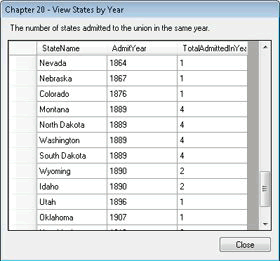 Chapter 20 - View States by Year
The number of states admitted to the union in the same year.
StateName AdmitYear TotalAdmittedInYea
Nevada 1864 1
Nebraska 1867 1
Colorado 1876 1
Montana 1889 4
North Dakota 1889 4
Washington 1889 4
South Dakota 1889 4
Wyoming 1890 2
Idaho 1890 2
Utah 1896 1
Oklahoma 1907 1
Close